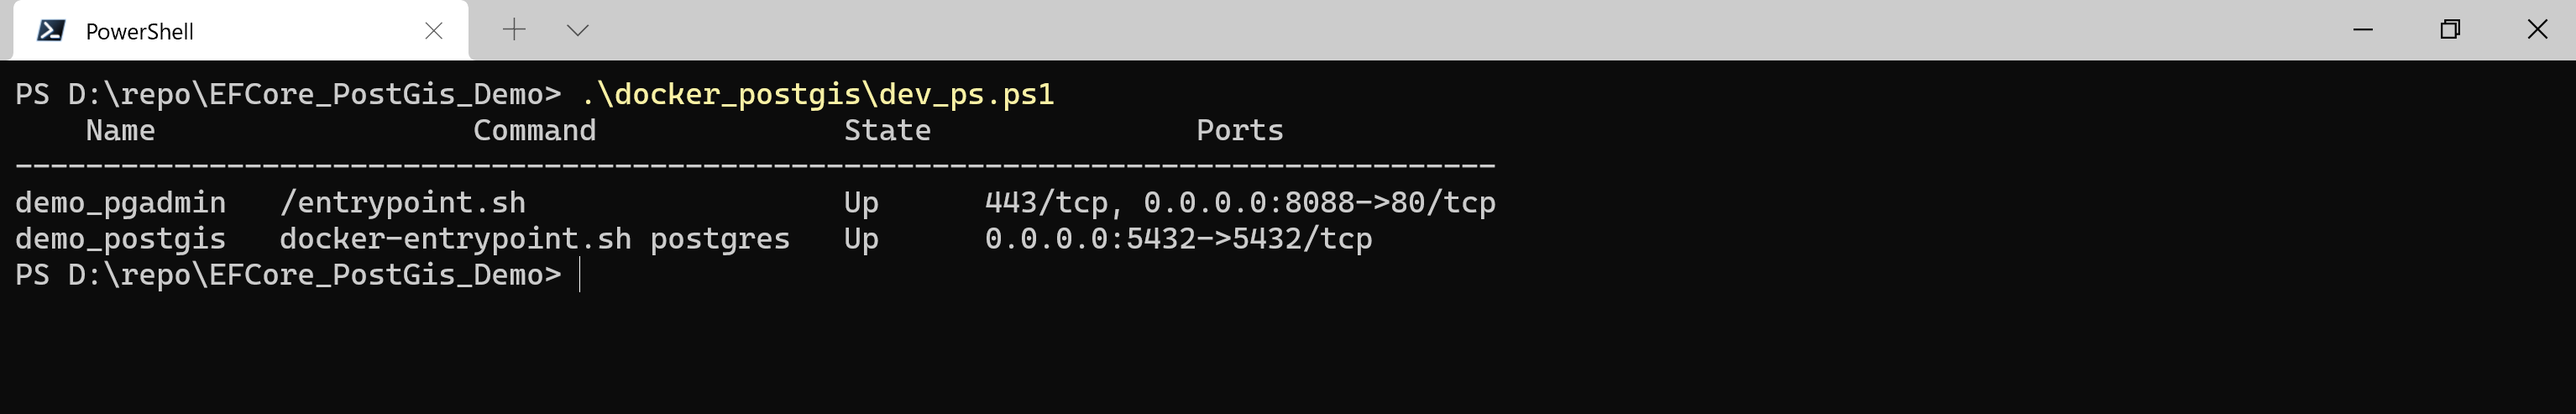 PowerShell
PS D:\repo\EFCore_PostGis_Demo> .\docker_postgis\dev_ps.ps1
    Name                  Command              State               Ports
------------------------------------------------------------------------------------
demo_pgadmin   /entrypoint.sh                  Up      443/tcp, 0.0.0.0:8088->80/tcp
demo_postgis   docker-entrypoint.sh postgres   Up      0.0.0.0:5432->5432/tcp
PS D:\repo\EFCore_PostGis_Demo>